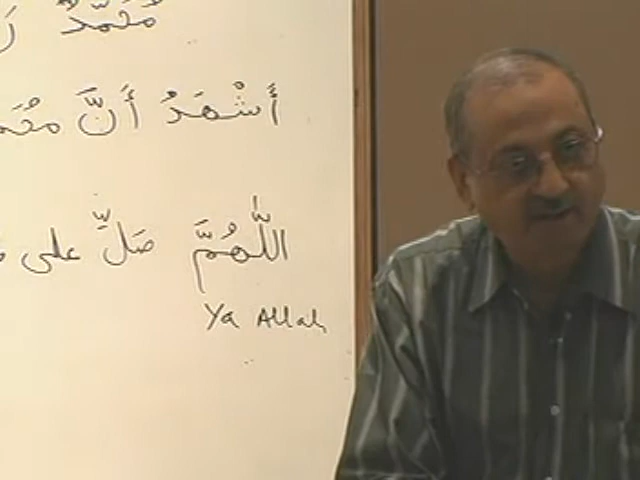 مُحَمَّدٌ
أَشْهَدُ أَنَّ
اللَّهُمَّ صَلِّ على
Ya Allah